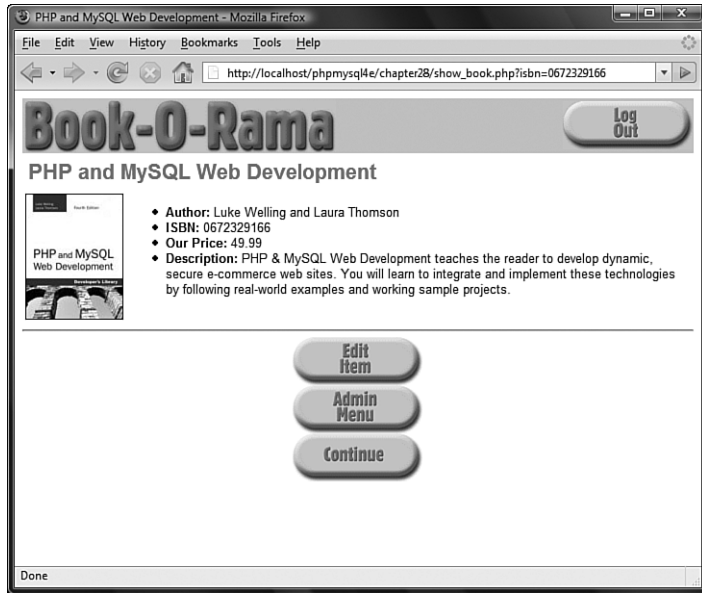 PHP and MySQL Web Development - Mozilla Firefox
File Edit View History Bookmarks Tools Help
http://localhost/phpmysql4e/chapter28/show_book.php?isbn=0672329166
Book-O-Rama
Log
Out
PHP and MySQL Web Development
Fourth Edition
PHP and MySQL
Web Development
Developer's Library
Author: Luke Welling and Laura Thomson
ISBN: 0672329166
Our Price: 49.99
Description: PHP & MySQL Web Development teaches the reader to develop dynamic,
secure e-commerce web sites. You will learn to integrate and implement these technologies
by following real-world examples and working sample projects.
Edit
Item
Admin
Menu
Continue
Done